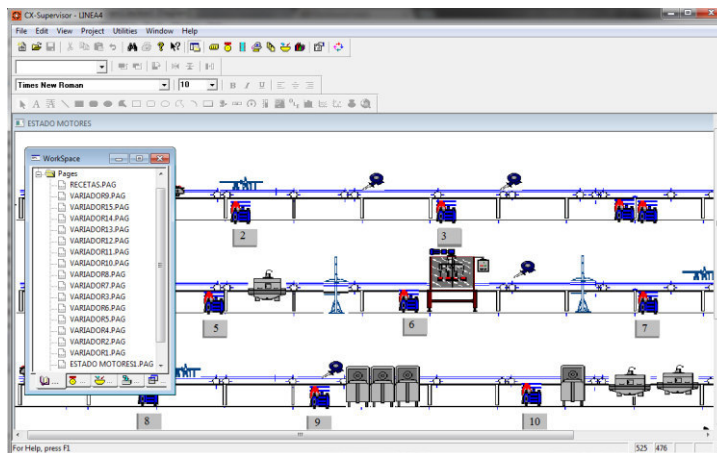 CX-Supervisor - LINEA4
File Edit View Project Utilities Window Help
Times New Roman 10 B I U
ESTADO MOTORES
WorkSpace
Pages
RECETAS.PAG
VARIADOR9.PAG
VARIADOR15.PAG
VARIADOR14.PAG
VARIADOR13.PAG
VARIADOR12.PAG
VARIADOR11.PAG
VARIADOR10.PAG
VARIADOR8.PAG
VARIADOR7.PAG
VARIADOR3.PAG
VARIADOR6.PAG
VARIADOR5.PAG
VARIADOR4.PAG
VARIADOR2.PAG
VARIADOR1.PAG
ESTADO MOTORES1.PAG
2 3
5 6 7
8 9 10
For Help, press F1 525 476